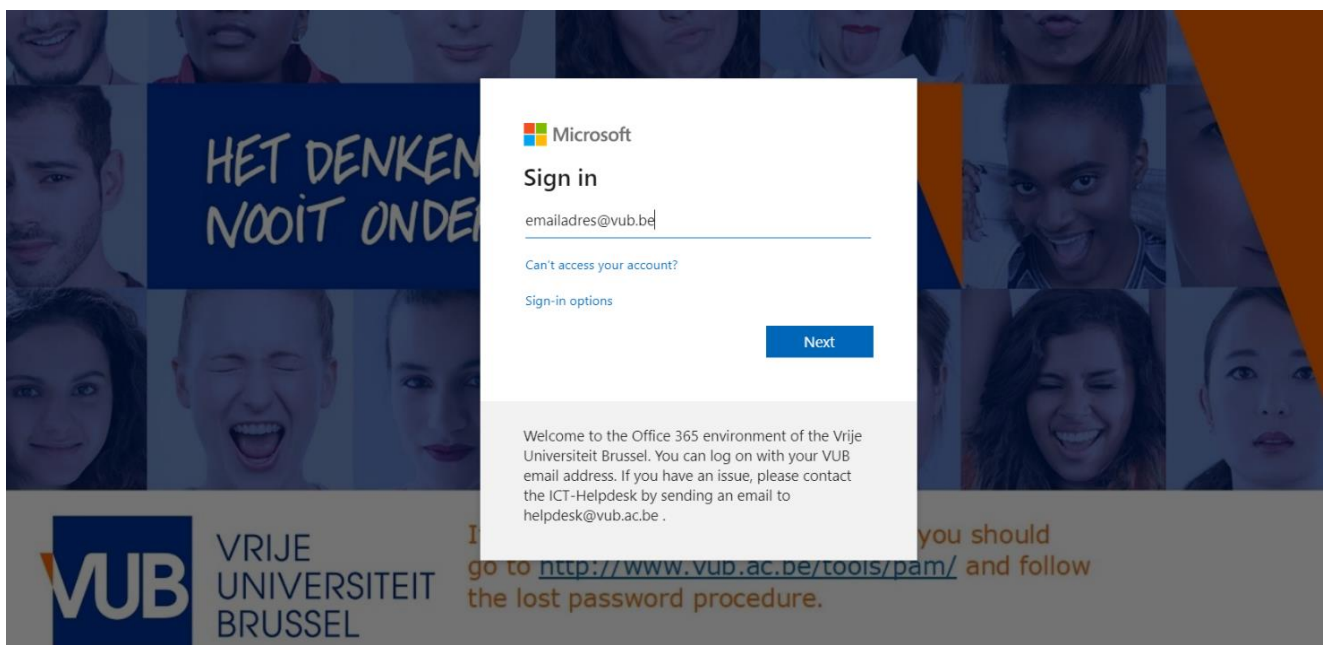 HET DENKEN
NOOIT
Microsoft
Sign in
emailadres@vub.be
Can't access your account?
Sign-in options
Next
Welcome to the Office 365 environment of the Vrije
Universiteit Brussel. You can log on with your VUB
email address. If you have an issue, please contact
the ICT-Helpdesk by sending an email to
helpdesk@vub.ac.be .
VUB
VRIJE
UNIVERSITEIT
BRUSSEL
you should
go to http://www.vub.ac.be/tools/pam/ and follow
the lost password procedure.